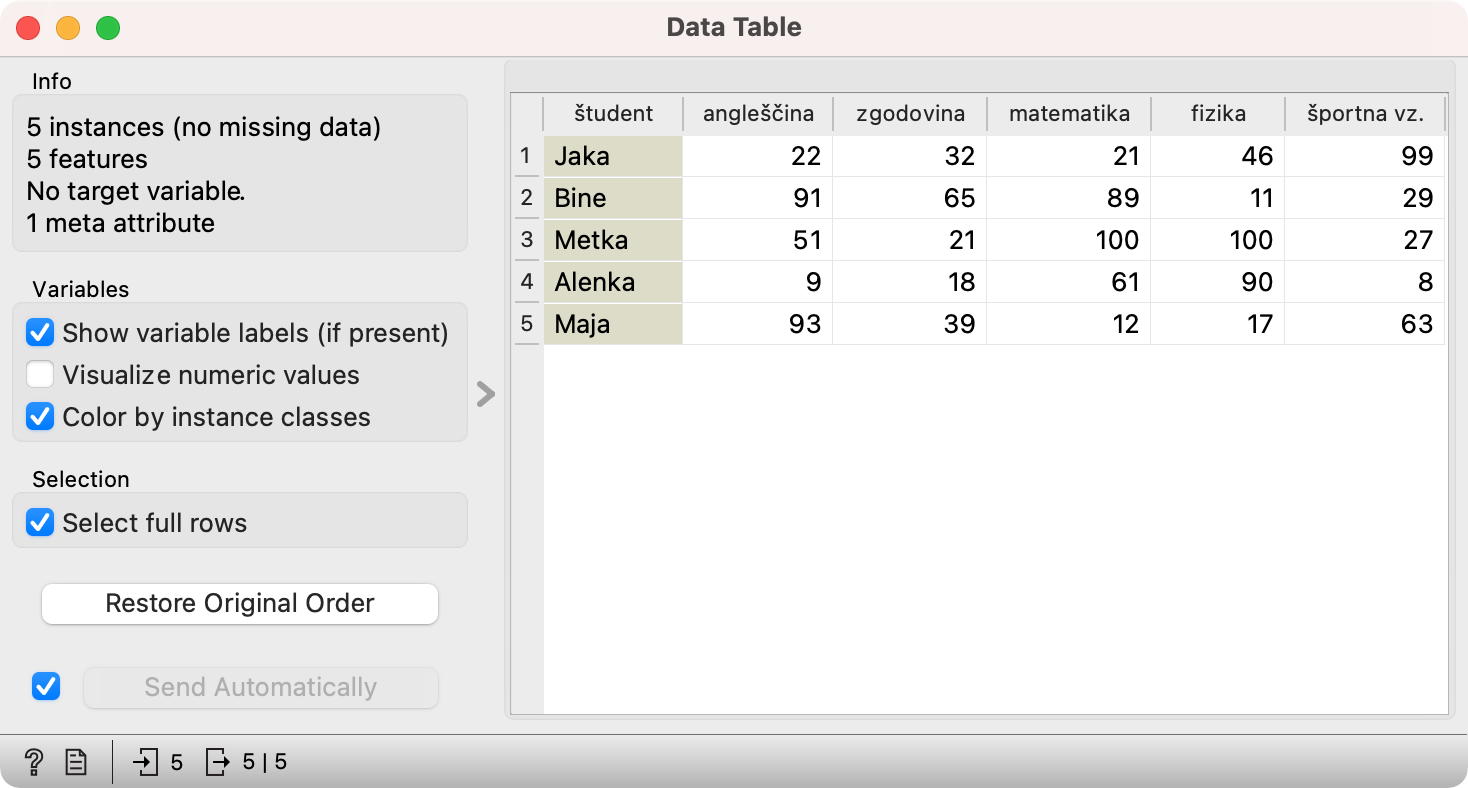 Data Table
Info
5 instances (no missing data)
5 features
No target variable.
1 meta attribute
Variables
Show variable labels (if present)
Visualize numeric values
Color by instance classes
Selection
Select full rows
Restore Original Order
Send Automatically
študent angleščina zgodovina matematika fizika športna vz.
1 Jaka 22 32 21 46 99
2 Bine 91 65 89 11 29
3 Metka 51 21 100 100 27
4 Alenka 9 18 61 90 8
5 Maja 93 39 12 17 63
? 5 5 | 5